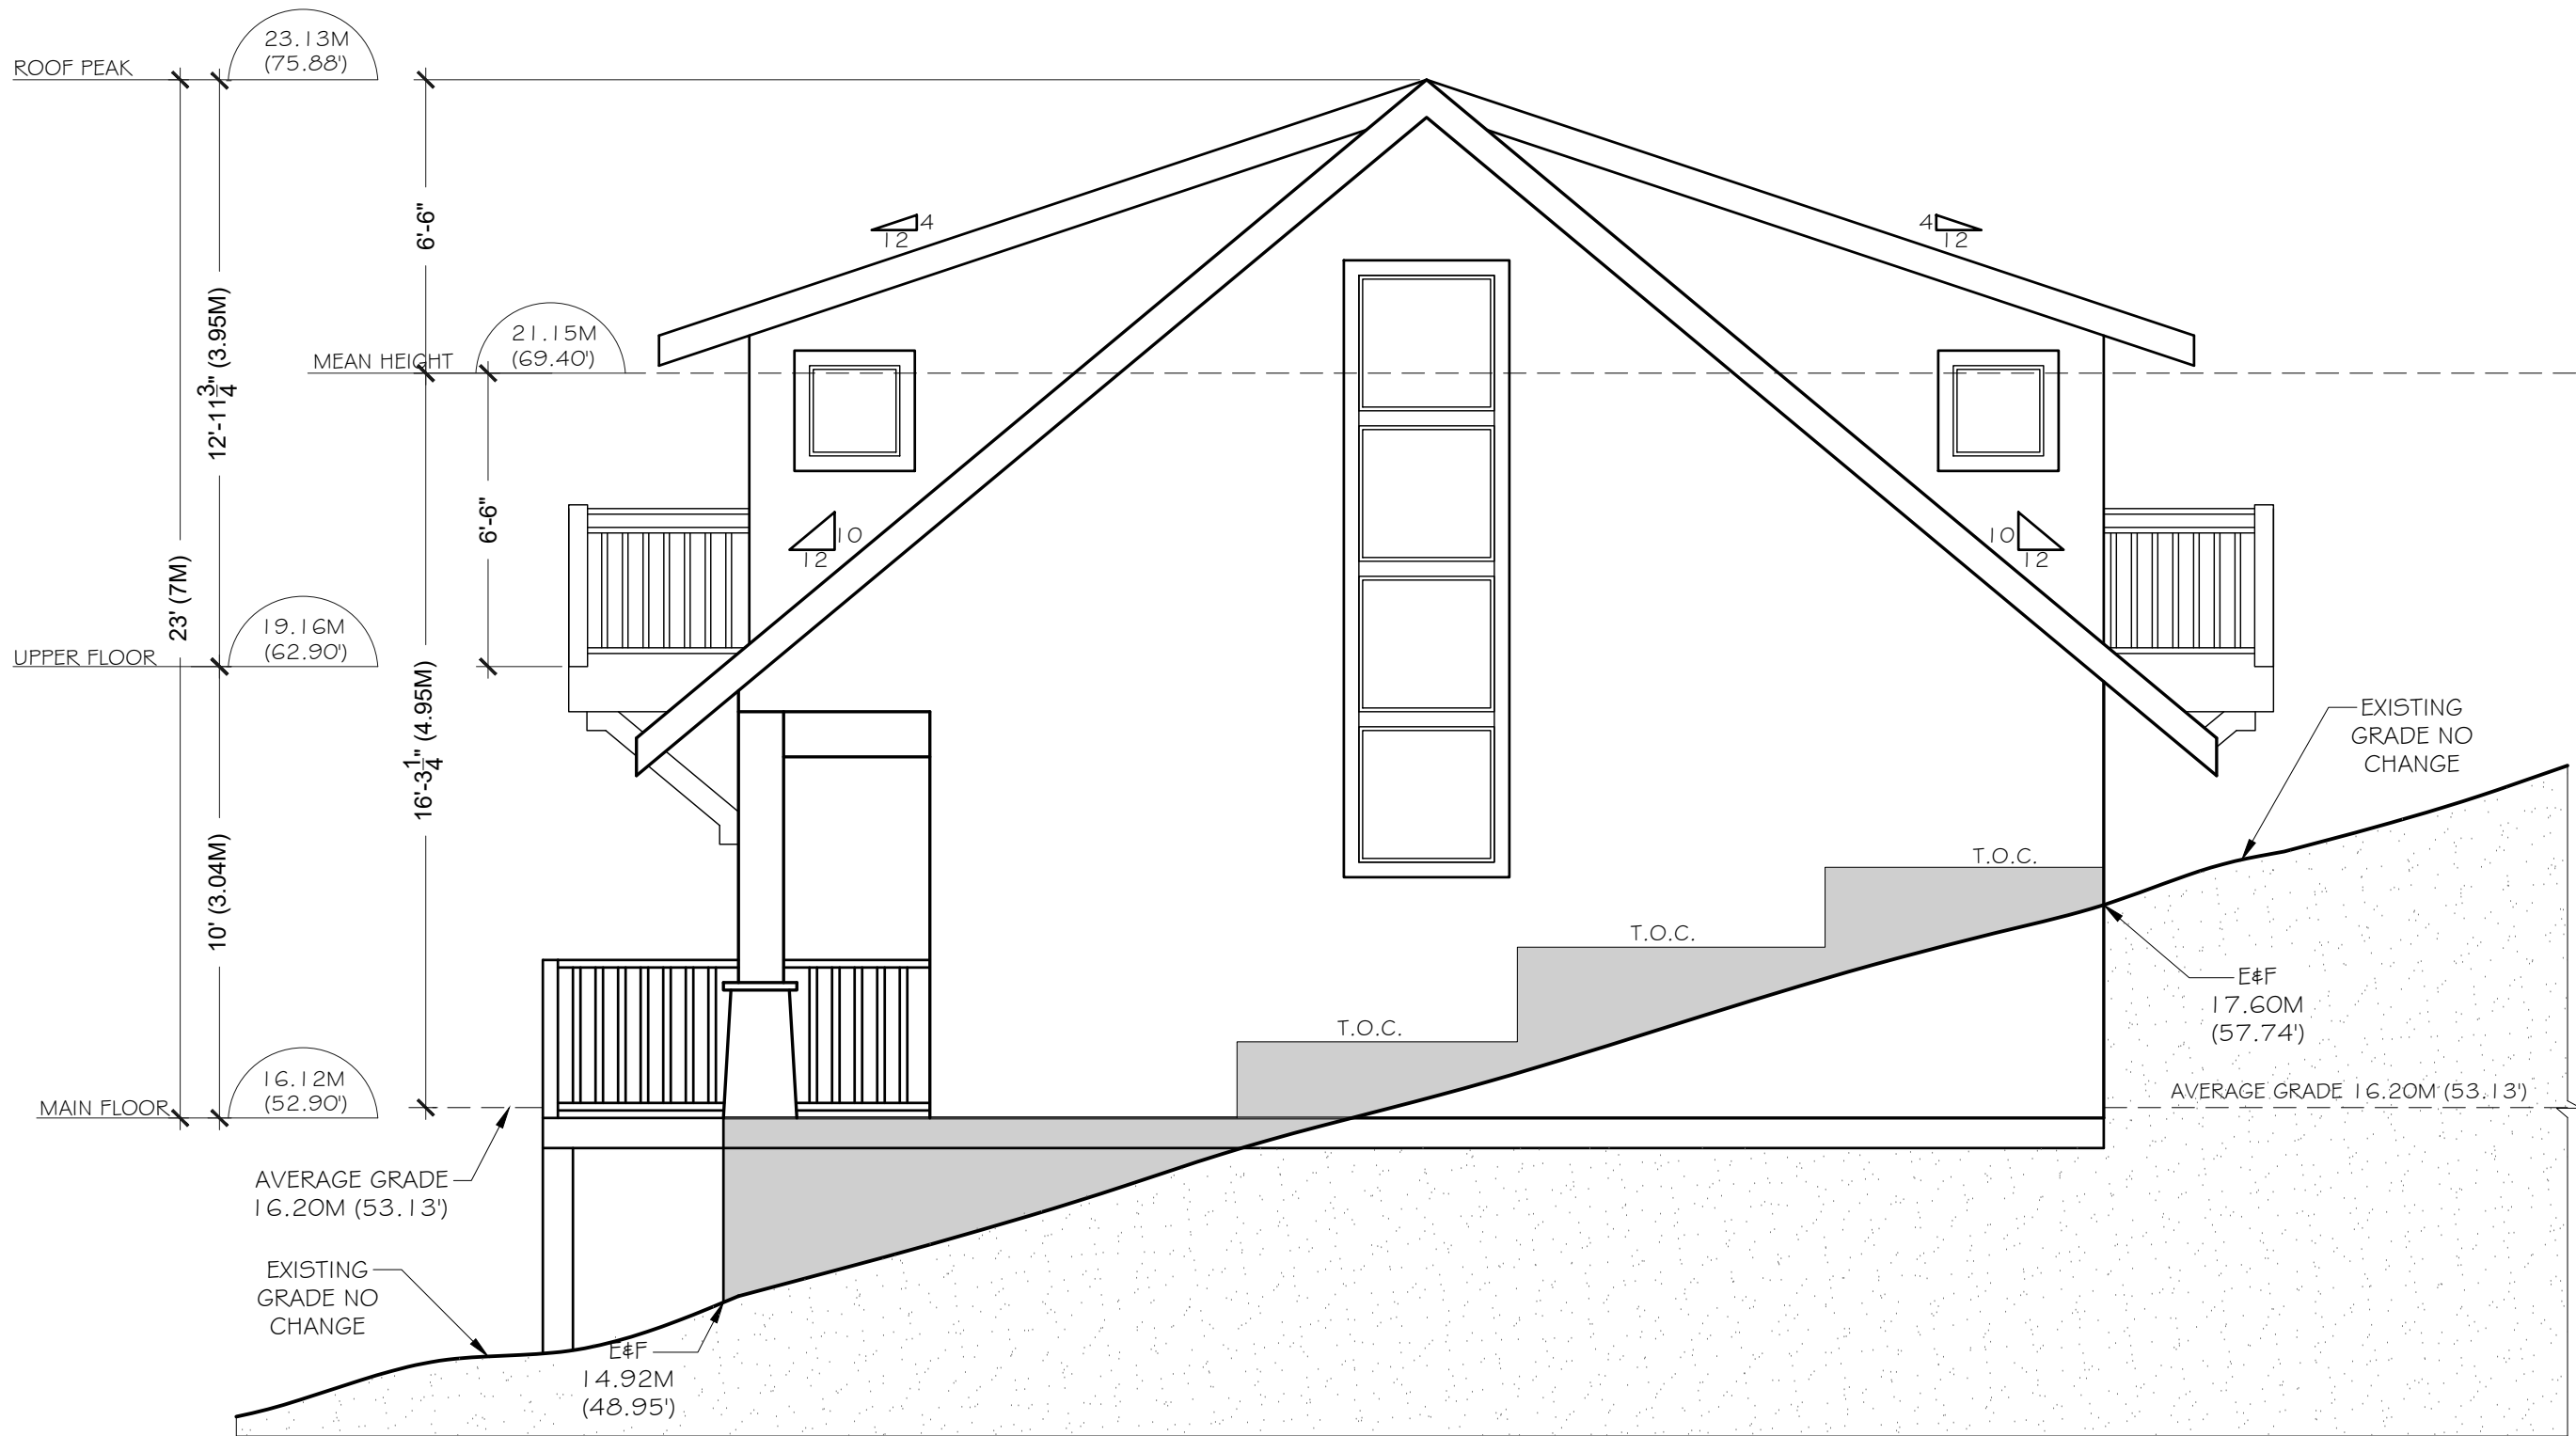 23.13M
(75.88')
ROOF PEAK
6'-6"
4
12
4
12
12'-11 3/4" (3.95M)
21.15M
(69.40')
MEAN HEIGHT
6'-6"
10
12
10
12
23' (7M)
19.16M
(62.90')
UPPER FLOOR
16'-3 1/4" (4.95M)
EXISTING
GRADE NO
CHANGE
10' (3.04M)
T.O.C.
T.O.C.
T.O.C.
E&F
17.60M
(57.74')
16.12M
(52.90')
MAIN FLOOR
AVERAGE GRADE 16.20M (53.13')
AVERAGE GRADE
16.20M (53.13')
EXISTING
GRADE NO
CHANGE
E&F
14.92M
(48.95')